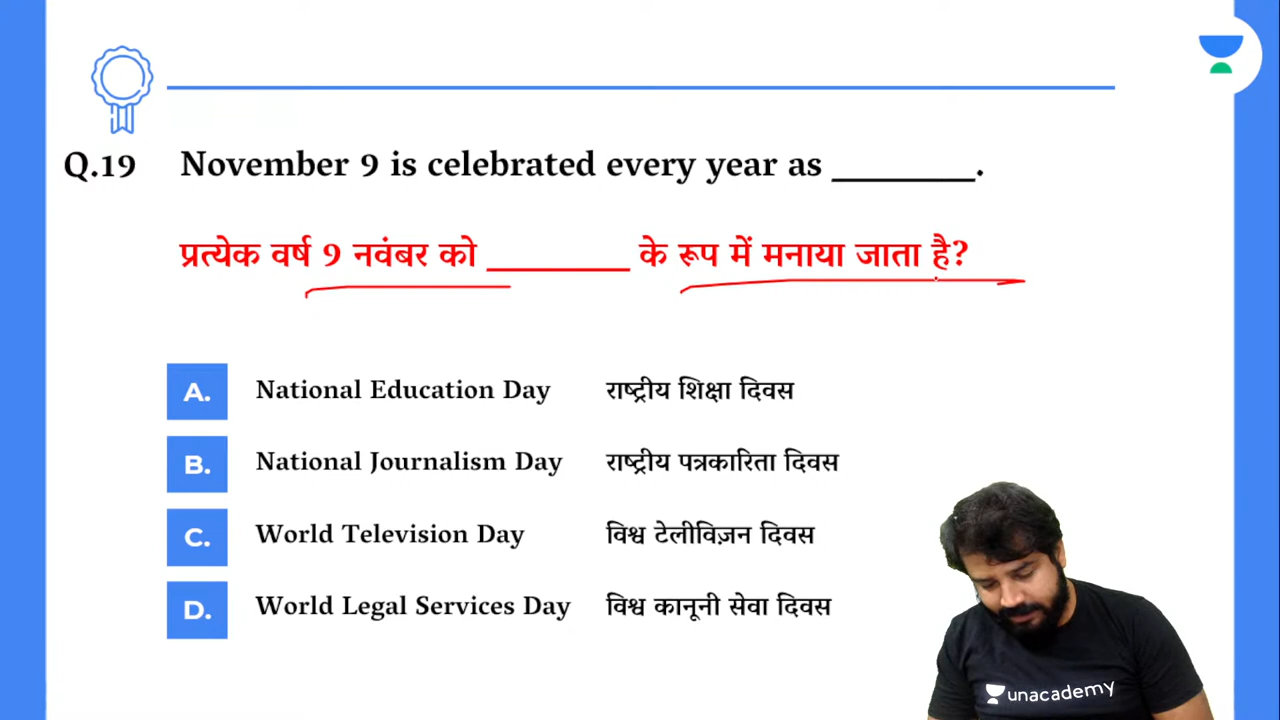 Q.19 November 9 is celebrated every year as ________.
प्रत्येक वर्ष 9 नवंबर को ________ के रूप में मनाया जाता है?
A. National Education Day राष्ट्रीय शिक्षा दिवस
B. National Journalism Day राष्ट्रीय पत्रकारिता दिवस
C. World Television Day विश्व टेलीविज़न दिवस
D. World Legal Services Day विश्व कानूनी सेवा दिवस
unacademy